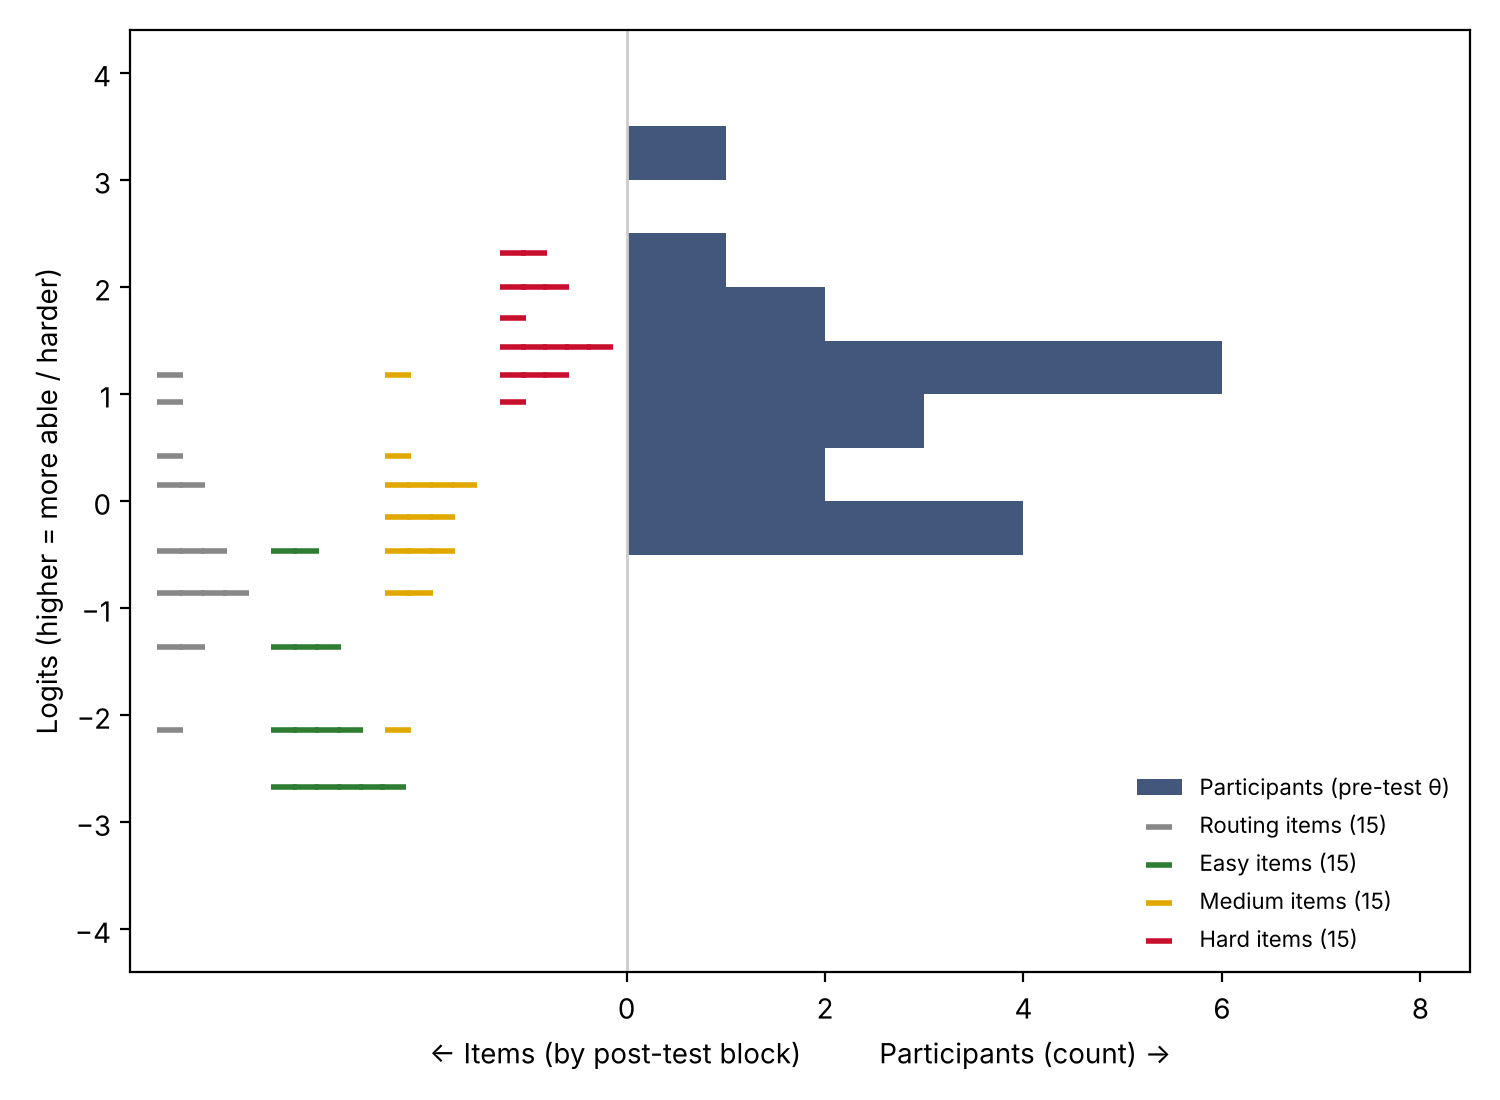 Logits (higher = more able / harder)
4
3
2
1
0
−1
−2
−3
−4
Participants (pre-test θ)
Routing items (15)
Easy items (15)
Medium items (15)
Hard items (15)
0 2 4 6 8
← Items (by post-test block) Participants (count) →